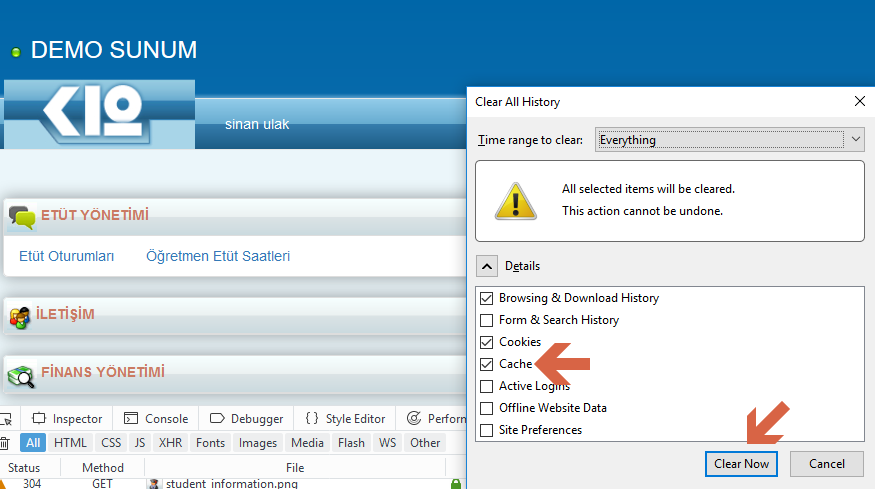 DEMO SUNUM
K12
sinan ulak
ETÜT YÖNETİMİ
Etüt Oturumları
Öğretmen Etüt Saatleri
İLETİŞİM
FİNANS YÖNETİMİ
Inspector Console Debugger { } Style Editor Perform
All HTML CSS JS XHR Fonts Images Media Flash WS Other
Status Method File
304 GET student_information.png
Clear All History
Time range to clear: Everything
All selected items will be cleared.
This action cannot be undone.
Details
Browsing & Download History
Form & Search History
Cookies
Cache
Active Logins
Offline Website Data
Site Preferences
Clear Now Cancel